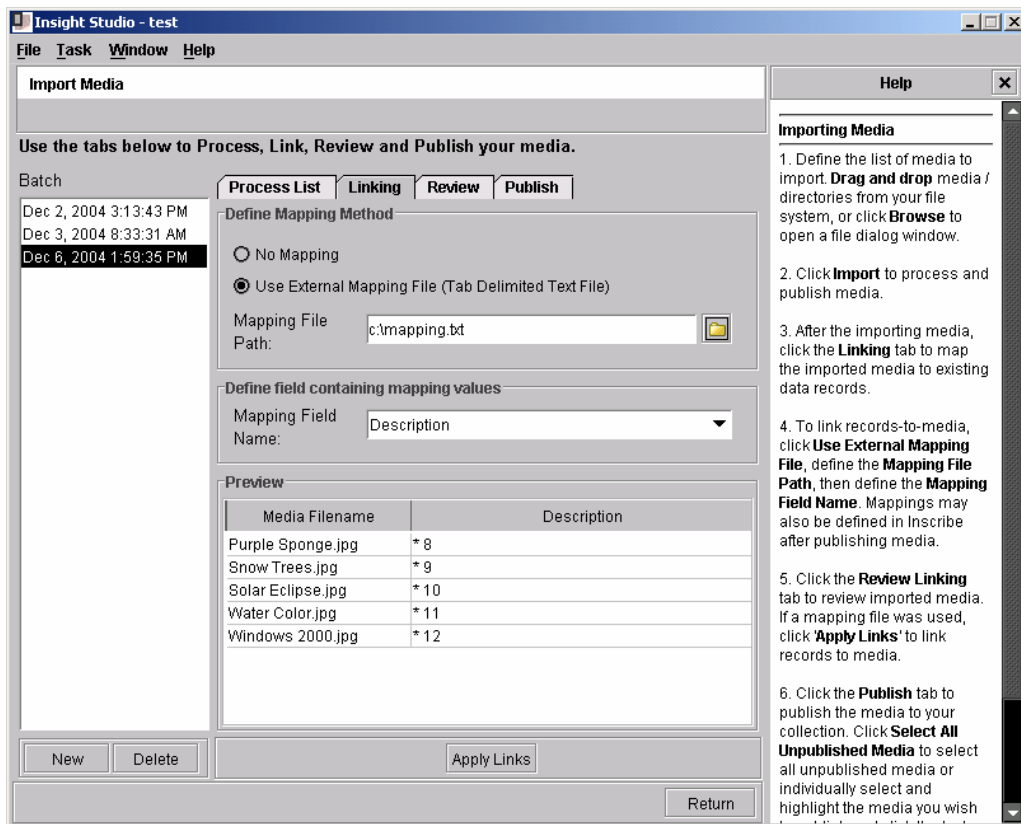 Insight Studio - test
File Task Window Help
Import Media
Use the tabs below to Process, Link, Review and Publish your media.
Batch
Dec 2, 2004 3:13:43 PM
Dec 3, 2004 8:33:31 AM
Dec 6, 2004 1:59:35 PM
New Delete
Process List Linking Review Publish
Define Mapping Method
No Mapping
Use External Mapping File (Tab Delimited Text File)
Mapping File
Path:
c:\mapping.txt
Define field containing mapping values
Mapping Field
Name:
Description
Preview
Media Filename Description
Purple Sponge.jpg * 8
Snow Trees.jpg * 9
Solar Eclipse.jpg * 10
Water Color.jpg * 11
Windows 2000.jpg * 12
Apply Links
Return
Help
Importing Media
1. Define the list of media to
import. Drag and drop media /
directories from your file
system, or click Browse to
open a file dialog window.
2. Click Import to process and
publish media.
3. After the importing media,
click the Linking tab to map
the imported media to existing
data records.
4. To link records-to-media,
click Use External Mapping
File, define the Mapping File
Path, then define the Mapping
Field Name. Mappings may
also be defined in Inscribe
after publishing media.
5. Click the Review Linking
tab to review imported media.
If a mapping file was used,
click 'Apply Links' to link
records to media.
6. Click the Publish tab to
publish the media to your
collection. Click Select All
Unpublished Media to select
all unpublished media or
individually select and
highlight the media you wish